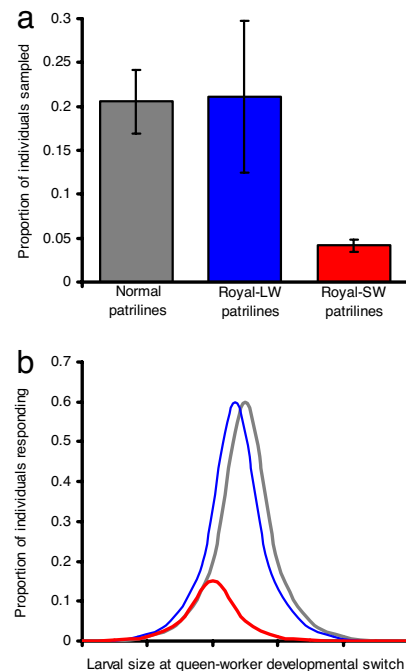 a
Proportion of individuals sampled
0.3
0.25
0.2
0.15
0.1
0.05
0
Normal patrilines
Royal-LW patrilines
Royal-SW patrilines
b
Proportion of individuals responding
0.7
0.6
0.5
0.4
0.3
0.2
0.1
0
Larval size at queen-worker developmental switch